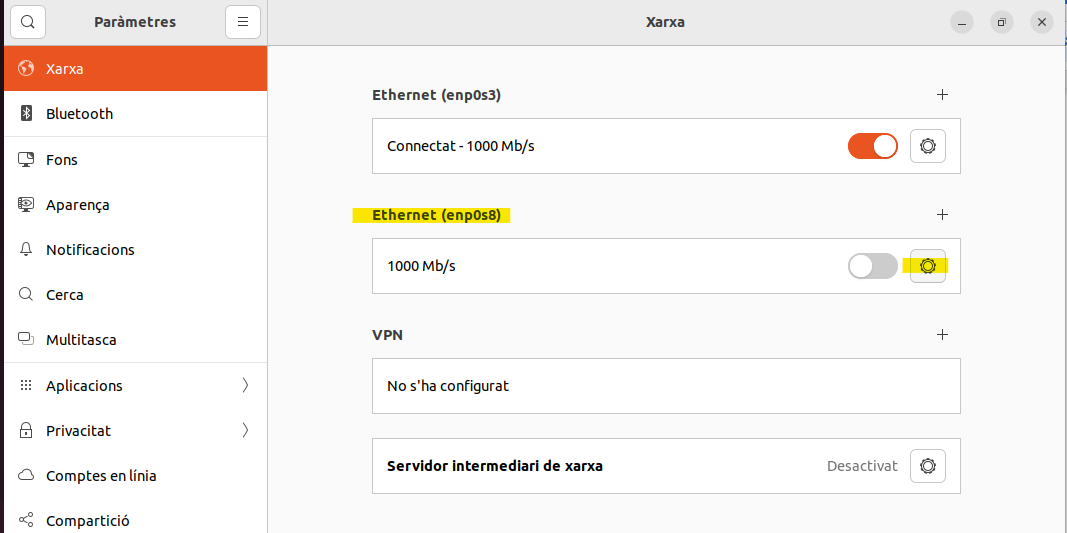 Paràmetres
Xarxa
Xarxa
Bluetooth
Fons
Aparença
Notificacions
Cerca
Multitasca
Aplicacions
Privacitat
Comptes en línia
Compartició
Ethernet (enp0s3)
Connectat - 1000 Mb/s
Ethernet (enp0s8)
1000 Mb/s
VPN
No s'ha configurat
Servidor intermediari de xarxa
Desactivat